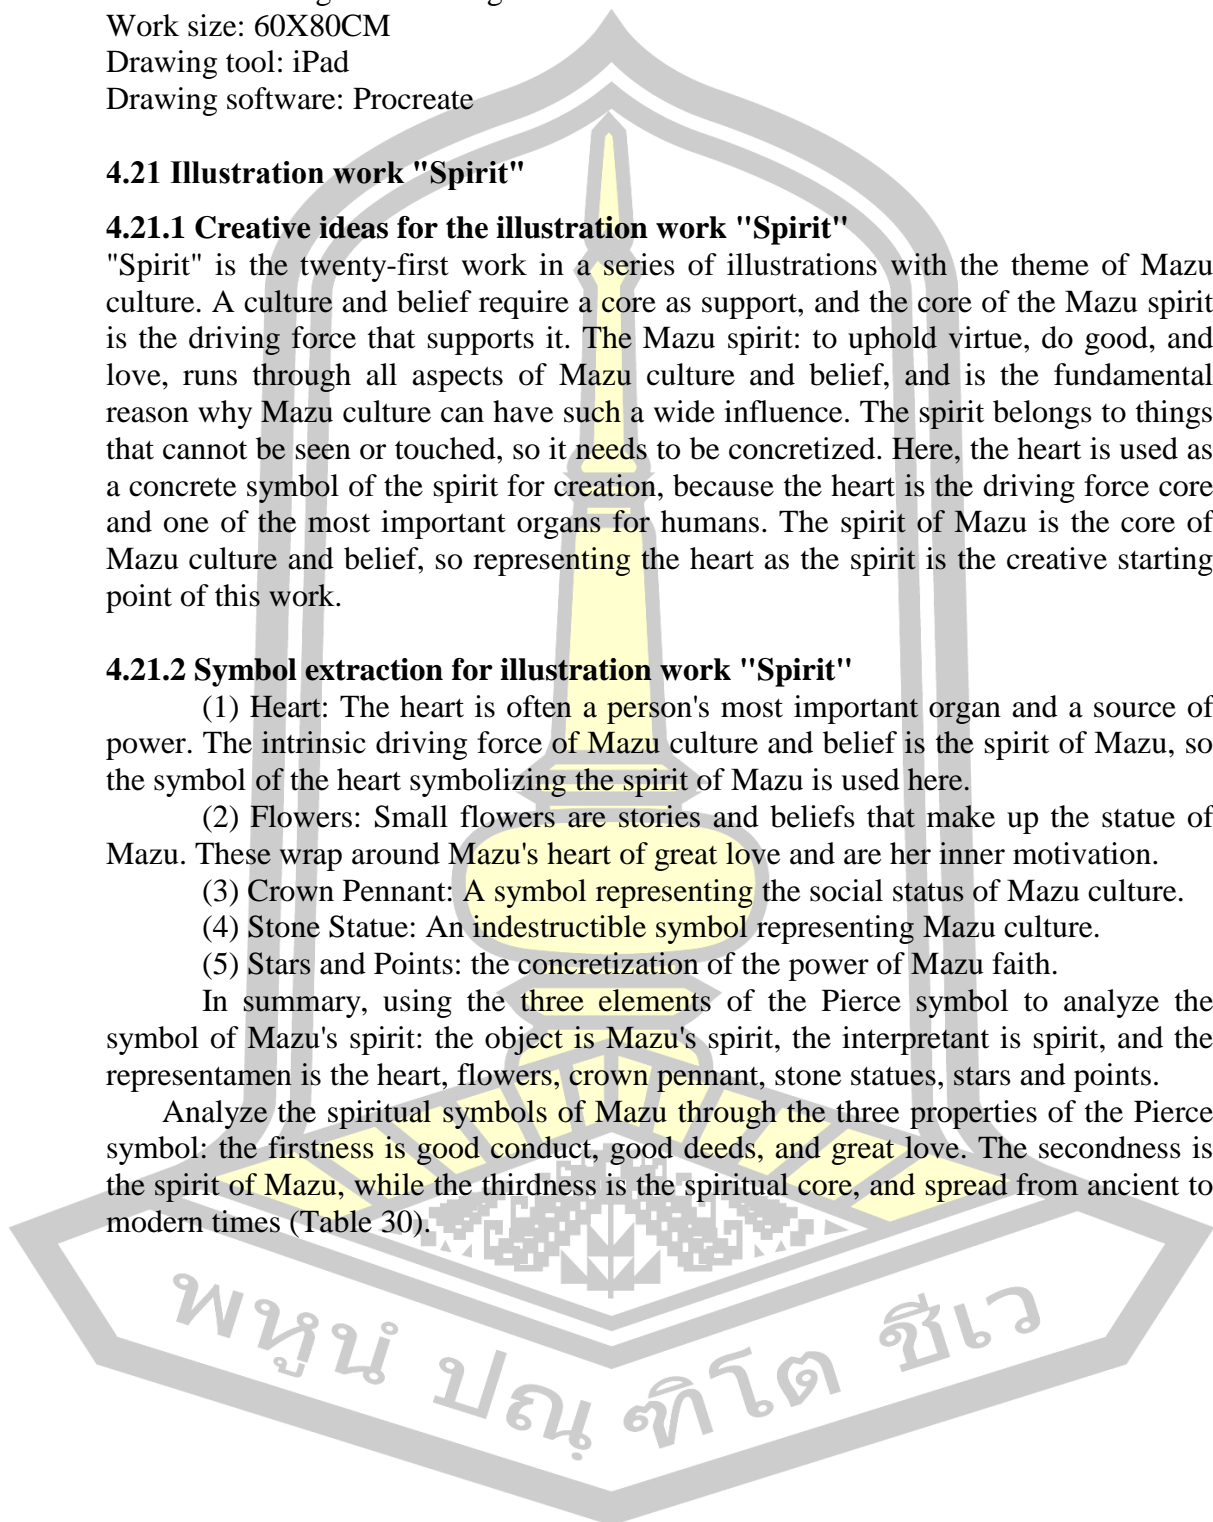 Work size: 60X80CM
Drawing tool: iPad
Drawing software: Procreate
4.21 Illustration work "Spirit"
4.21.1 Creative ideas for the illustration work "Spirit"
"Spirit" is the twenty-first work in a series of illustrations with the theme of Mazu
culture. A culture and belief require a core as support, and the core of the Mazu spirit
is the driving force that supports it. The Mazu spirit: to uphold virtue, do good, and
love, runs through all aspects of Mazu culture and belief, and is the fundamental
reason why Mazu culture can have such a wide influence. The spirit belongs to things
that cannot be seen or touched, so it needs to be concretized. Here, the heart is used as
a concrete symbol of the spirit for creation, because the heart is the driving force core
and one of the most important organs for humans. The spirit of Mazu is the core of
Mazu culture and belief, so representing the heart as the spirit is the creative starting
point of this work.
4.21.2 Symbol extraction for illustration work "Spirit"
(1) Heart: The heart is often a person's most important organ and a source of
power. The intrinsic driving force of Mazu culture and belief is the spirit of Mazu, so
the symbol of the heart symbolizing the spirit of Mazu is used here.
(2) Flowers: Small flowers are stories and beliefs that make up the statue of
Mazu. These wrap around Mazu's heart of great love and are her inner motivation.
(3) Crown Pennant: A symbol representing the social status of Mazu culture.
(4) Stone Statue: An indestructible symbol representing Mazu culture.
(5) Stars and Points: the concretization of the power of Mazu faith.
In summary, using the three elements of the Pierce symbol to analyze the
symbol of Mazu's spirit: the object is Mazu's spirit, the interpretant is spirit, and the
representamen is the heart, flowers, crown pennant, stone statues, stars and points.
Analyze the spiritual symbols of Mazu through the three properties of the Pierce
symbol: the firstness is good conduct, good deeds, and great love. The secondness is
the spirit of Mazu, while the thirdness is the spiritual core, and spread from ancient to
modern times (Table 30).
พหูนํ ปณฺฑิโต ชีเว